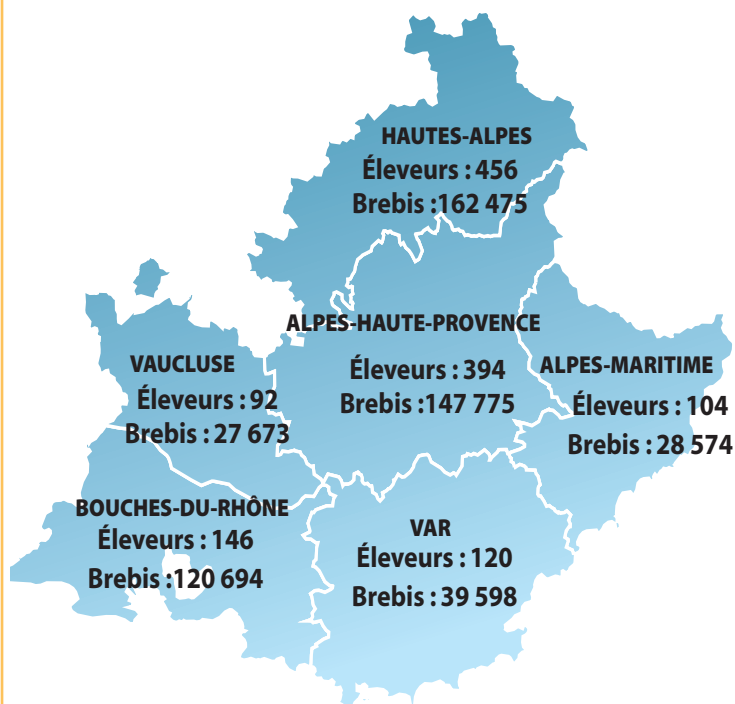 HAUTES-ALPES
Éleveurs : 456
Brebis :162 475
ALPES-HAUTE-PROVENCE
Éleveurs : 394
Brebis :147 775
VAUCLUSE
Éleveurs : 92
Brebis : 27 673
ALPES-MARITIME
Éleveurs : 104
Brebis : 28 574
BOUCHES-DU-RHÔNE
Éleveurs : 146
Brebis :120 694
VAR
Éleveurs : 120
Brebis : 39 598